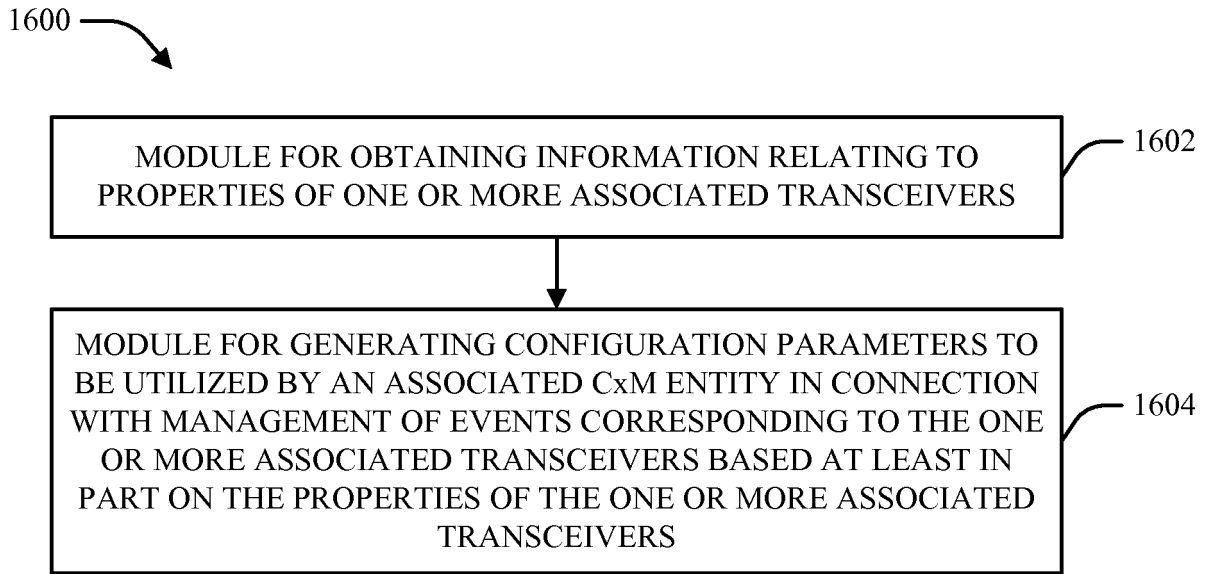 1600
MODULE FOR OBTAINING INFORMATION RELATING TO
PROPERTIES OF ONE OR MORE ASSOCIATED TRANSCEIVERS
1602
MODULE FOR GENERATING CONFIGURATION PARAMETERS TO
BE UTILIZED BY AN ASSOCIATED CxM ENTITY IN CONNECTION
WITH MANAGEMENT OF EVENTS CORRESPONDING TO THE ONE
OR MORE ASSOCIATED TRANSCEIVERS BASED AT LEAST IN
PART ON THE PROPERTIES OF THE ONE OR MORE ASSOCIATED
TRANSCEIVERS
1604